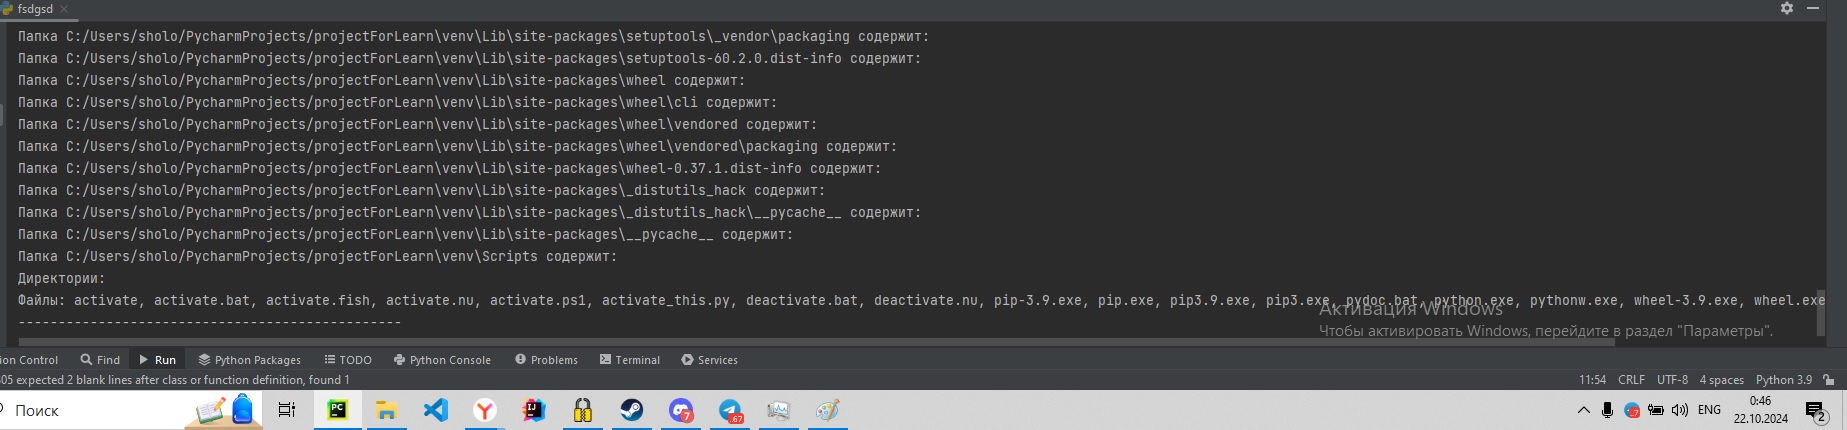 fsdgsd
Папка C:/Users/sholo/PycharmProjects/projectForLearn\venv\Lib\site-packages\setuptools\_vendor\packaging содержит:
Папка C:/Users/sholo/PycharmProjects/projectForLearn\venv\Lib\site-packages\setuptools-60.2.0.dist-info содержит:
Папка C:/Users/sholo/PycharmProjects/projectForLearn\venv\Lib\site-packages\wheel содержит:
Папка C:/Users/sholo/PycharmProjects/projectForLearn\venv\Lib\site-packages\wheel\cli содержит:
Папка C:/Users/sholo/PycharmProjects/projectForLearn\venv\Lib\site-packages\wheel\vendored содержит:
Папка C:/Users/sholo/PycharmProjects/projectForLearn\venv\Lib\site-packages\wheel\vendored\packaging содержит:
Папка C:/Users/sholo/PycharmProjects/projectForLearn\venv\Lib\site-packages\wheel-0.37.1.dist-info содержит:
Папка C:/Users/sholo/PycharmProjects/projectForLearn\venv\Lib\site-packages\_distutils_hack содержит:
Папка C:/Users/sholo/PycharmProjects/projectForLearn\venv\Lib\site-packages\_distutils_hack\__pycache__ содержит:
Папка C:/Users/sholo/PycharmProjects/projectForLearn\venv\Lib\site-packages\__pycache__ содержит:
Папка C:/Users/sholo/PycharmProjects/projectForLearn\venv\Scripts содержит:
Директории:
Файлы: activate, activate.bat, activate.fish, activate.nu, activate.ps1, activate_this.py, deactivate.bat, deactivate.nu, pip-3.9.exe, pip.exe, pip3.9.exe, pip3.exe, pydoc.bat, python.exe, pythonw.exe, wheel-3.9.exe, wheel.exe
------------------------------------------------
Активация Windows
Чтобы активировать Windows, перейдите в раздел "Параметры".
ion Control Find Run Python Packages TODO Python Console Problems Terminal Services
05 expected 2 blank lines after class or function definition, found 1 11:54 CRLF UTF-8 4 spaces Python 3.9
Поиск PC IJ 7 .67 ..7 ENG 0:46
22.10.2024 2